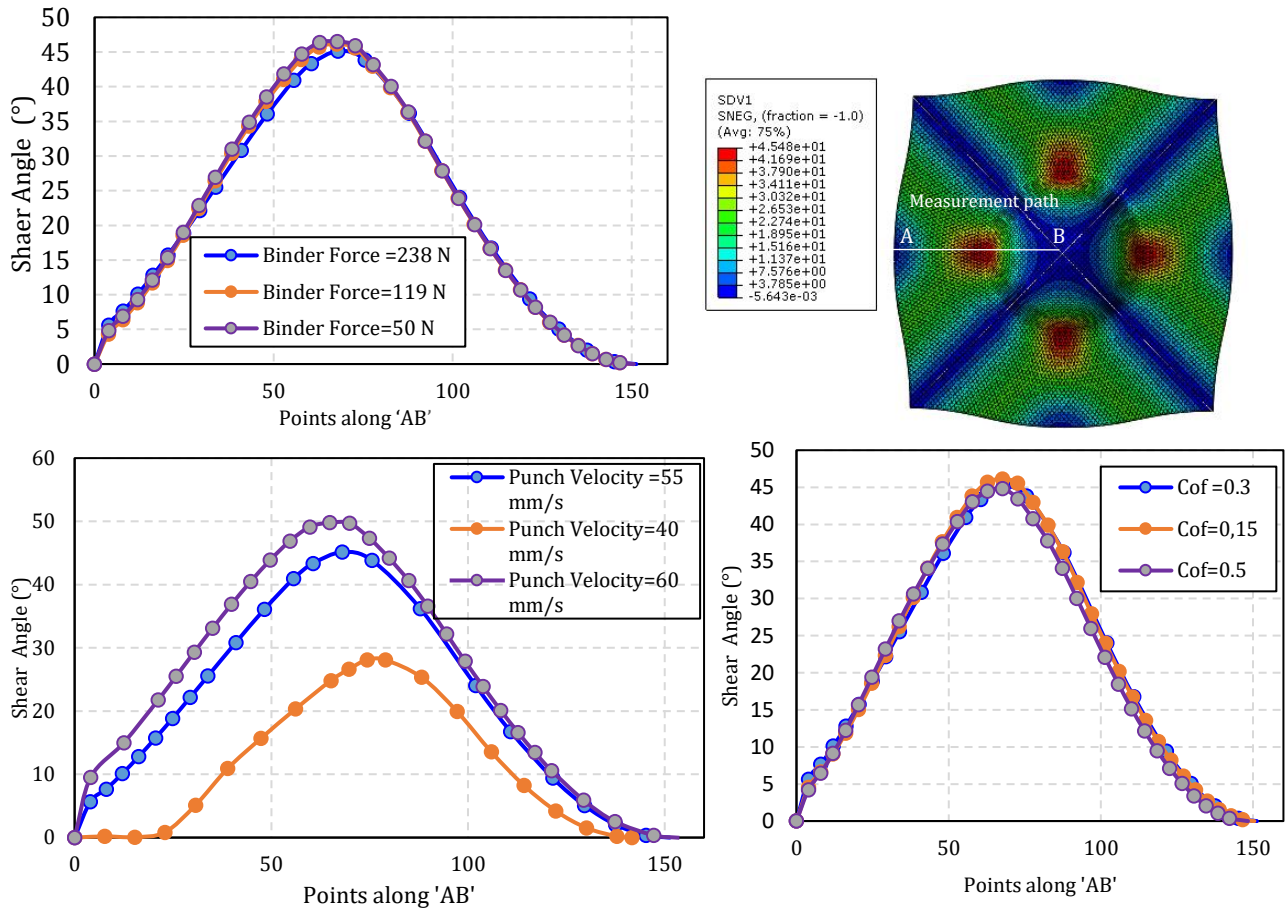 50
45
40
35
30
25
20
15
10
5
0
Shaer Angle (°)
Binder Force =238 N
Binder Force=119 N
Binder Force=50 N
0
50
100
150
Points along ‘AB’
SDV1
SNEG, (fraction = -1.0)
(Avg: 75%)
+4.548e+01
+4.169e+01
+3.790e+01
+3.411e+01
+3.032e+01
+2.653e+01
+2.274e+01
+1.895e+01
+1.516e+01
+1.137e+01
+7.576e+00
+3.785e+00
-5.643e-03
Measurement path
A
B
60
50
40
30
20
10
0
Shear Angle (°)
Punch Velocity =55
mm/s
Punch Velocity=40
mm/s
Punch Velocity=60
mm/s
0
50
100
150
Points along 'AB'
50
45
40
35
30
25
20
15
10
5
0
Shear Angle (°)
Cof =0.3
Cof=0,15
Cof=0.5
0
50
100
150
Points along 'AB'